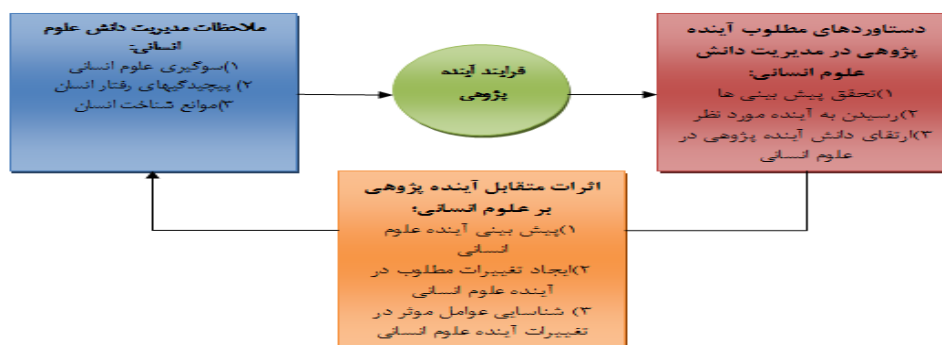 ملاحظات مدیریت دانش علوم
انسانی:
۱)سوگیری علوم انسانی
۲) پیچیدگیهای رفتار انسان
۳)موانع شناخت انسان
فرایند آینده
پژوهی
دستاوردهای مطلوب آینده
پژوهی در مدیریت دانش
علوم انسانی:
۱)تحقق پیش بینی ها
۲)رسیدن به آینده مورد نظر
۳)ارتقای دانش آینده پژوهی در
علوم انسانی
اثرات متقابل آینده پژوهی
بر علوم انسانی:
۱)پیش بینی آینده علوم
انسانی
۲)ایجاد تغییرات مطلوب در
آینده علوم انسانی
۳) شناسایی عوامل موثر در
تغییرات آینده علوم انسانی